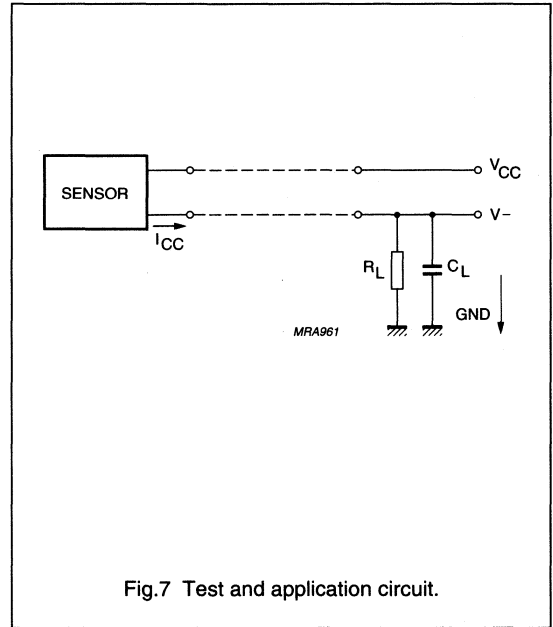 SENSOR
V_CC
V−
I_CC
R_L
C_L
GND
MRA961
Fig.7 Test and application circuit.